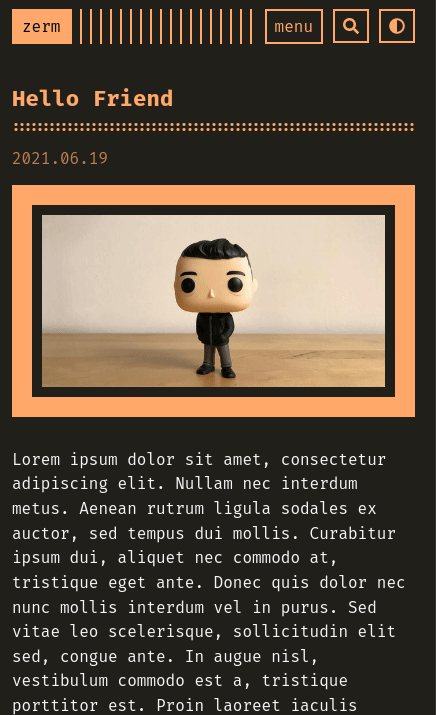 zerm
menu
Hello Friend
2021.06.19
Lorem ipsum dolor sit amet, consectetur
adipiscing elit. Nullam nec interdum
metus. Aenean rutrum ligula sodales ex
auctor, sed tempus dui mollis. Curabitur
ipsum dui, aliquet nec commodo at,
tristique eget ante. Donec quis dolor nec
nunc mollis interdum vel in purus. Sed
vitae leo scelerisque, sollicitudin elit
sed, congue ante. In augue nisl,
vestibulum commodo est a, tristique
porttitor est. Proin laoreet iaculis